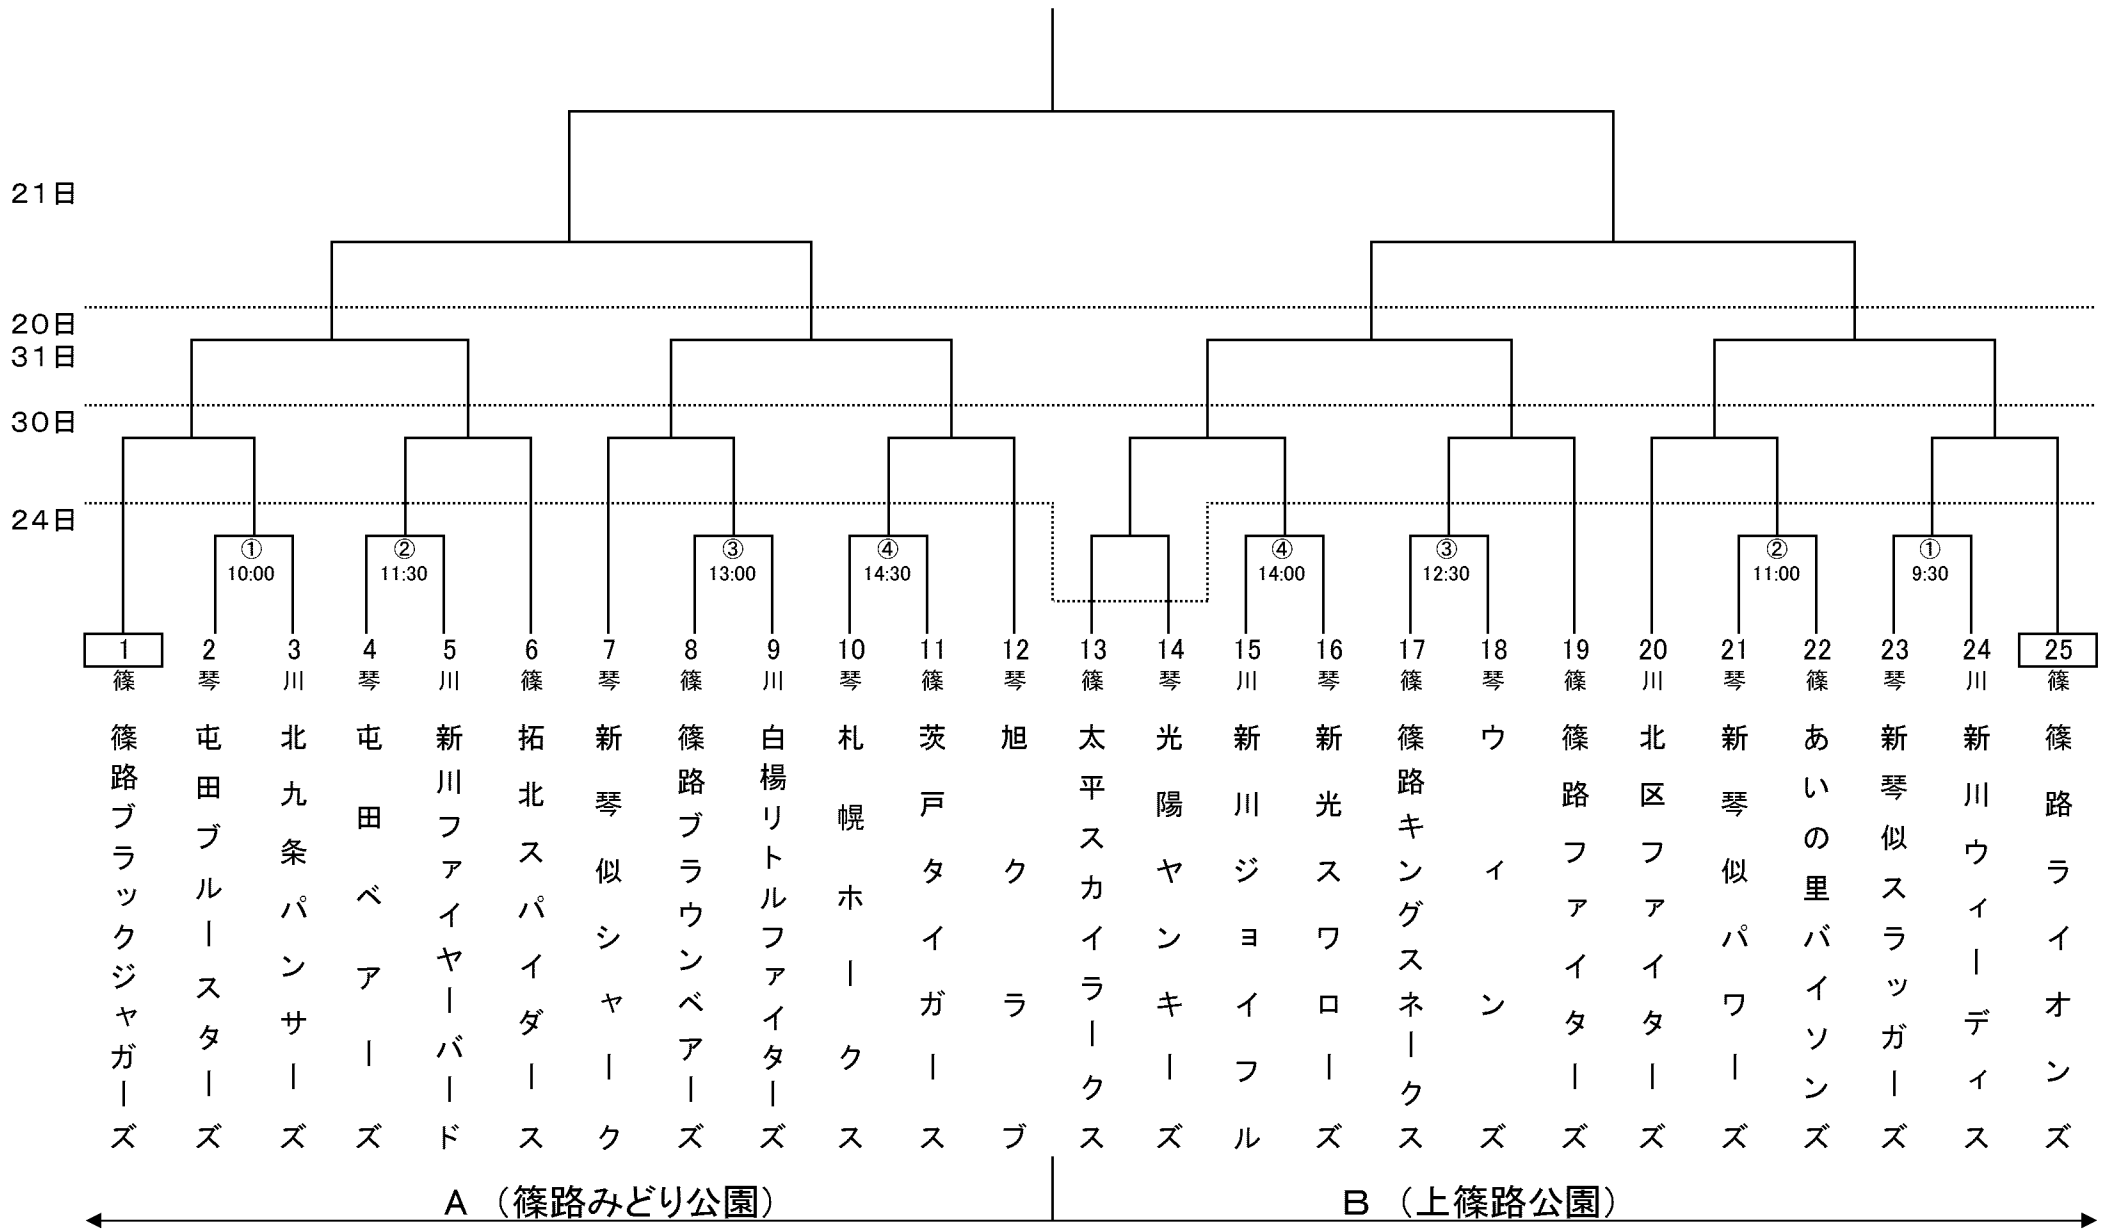 21日
20日
31日
30日
24日
① ② ③ ④ ④ ③ ② ①
10:00 11:30 13:00 14:30 14:00 12:30 11:00 9:30
1 2 3 4 5 6 7 8 9 10 11 12 13 14 15 16 17 18 19 20 21 22 23 24 25
篠 琴 川 琴 川 篠 琴 篠 川 琴 篠 琴 篠 琴 川 琴 篠 琴 篠 川 琴 篠 琴 川 篠
篠路ブラックジャガーズ
屯田ブルースターズ
北九条パンサーズ
屯田ベアーズ
新川ファイヤーバード
拓北スパイダース
新琴似シャーク
篠路ブラウンベアーズ
白楊リトルファイターズ
札幌ホークス
茨戸タイガース
旭クラブ
太平スカイラークス
光陽ヤンキーズ
新川ジョイフル
新光スワローズ
篠路キングスネークス
ウィンズ
篠路ファイターズ
北区ファイターズ
新琴似パワーズ
あいの里バイソンズ
新琴似スラッガーズ
新川ウィーディス
篠路ライオンズ
A （篠路みどり公園）
B （上篠路公園）